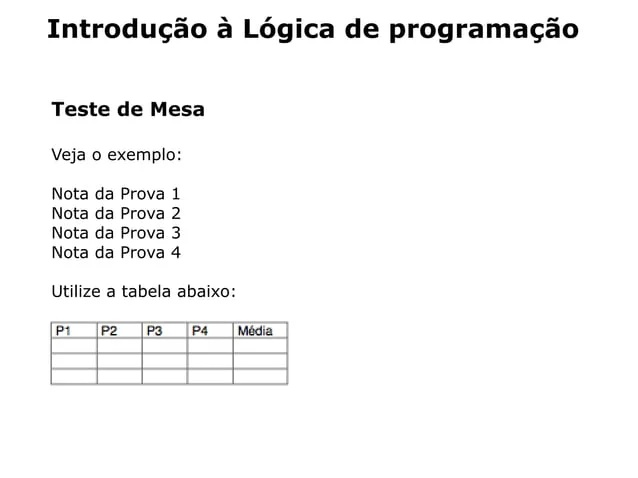 Introdução à Lógica de programação
Teste de Mesa
Veja o exemplo:
Nota da Prova 1
Nota da Prova 2
Nota da Prova 3
Nota da Prova 4
Utilize a tabela abaixo:
P1 P2 P3 P4 Média